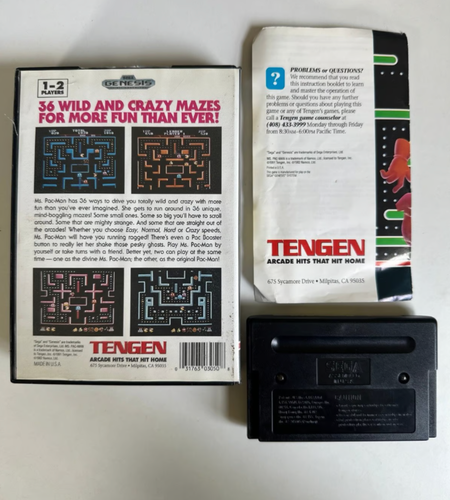 1-2
PLAYERS
SEGA
GENESIS
36 WILD AND CRAZY MAZES
FOR MORE FUN THAN EVER!
Ms. Pac-Man has 36 ways to drive you totally wild and crazy with more
fun than you've ever imagined. She gets to run around in 36 unique,
mind-boggling mazes! Some small ones. Some so big you'll have to scroll
around. Some that are mighty strange. And some that are straight out of
the arcades! Whether you choose Easy, Normal, Hard or Crazy speeds,
Ms. Pac-Man will have you running ragged! There's even a Pac Booster
button to really let her shake those pesky ghosts. Play Ms. Pac-Man by
yourself or take turns with a friend. Better yet, two can play at the same
time—one as the divine Ms. Pac-Man; the other, as the original Pac-Man!
MADE IN U.S.A.
TENGEN
ARCADE HITS THAT HIT HOME
675 Sycamore Drive • Milpitas, CA 95035
0 31763 03050
?
PROBLEMS or QUESTIONS?
We recommend that you read
this instruction booklet to learn
and master the operation of
this game. Should you have any further
problems or questions about playing this
game or any of Tengen's games, please
call a Tengen game counselor at
(408) 433-3999 Monday through Friday
from 8:30AM-6:00PM Pacific Time.
TENGEN
ARCADE HITS THAT HIT HOME
675 Sycamore Drive • Milpitas, CA 95035